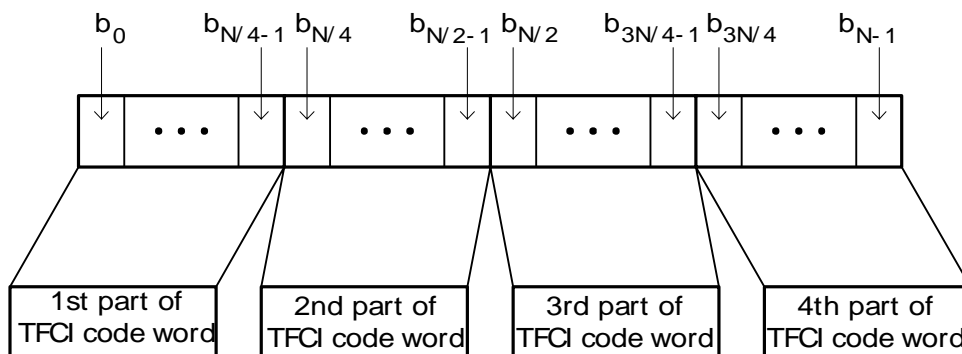 b0 bN/4-1 bN/4 bN/2-1 bN/2 b3N/4-1 b3N/4 bN-1
• • • • • • • • • • • •
1st part of TFCI code word
2nd part of TFCI code word
3rd part of TFCI code word
4th part of TFCI code word